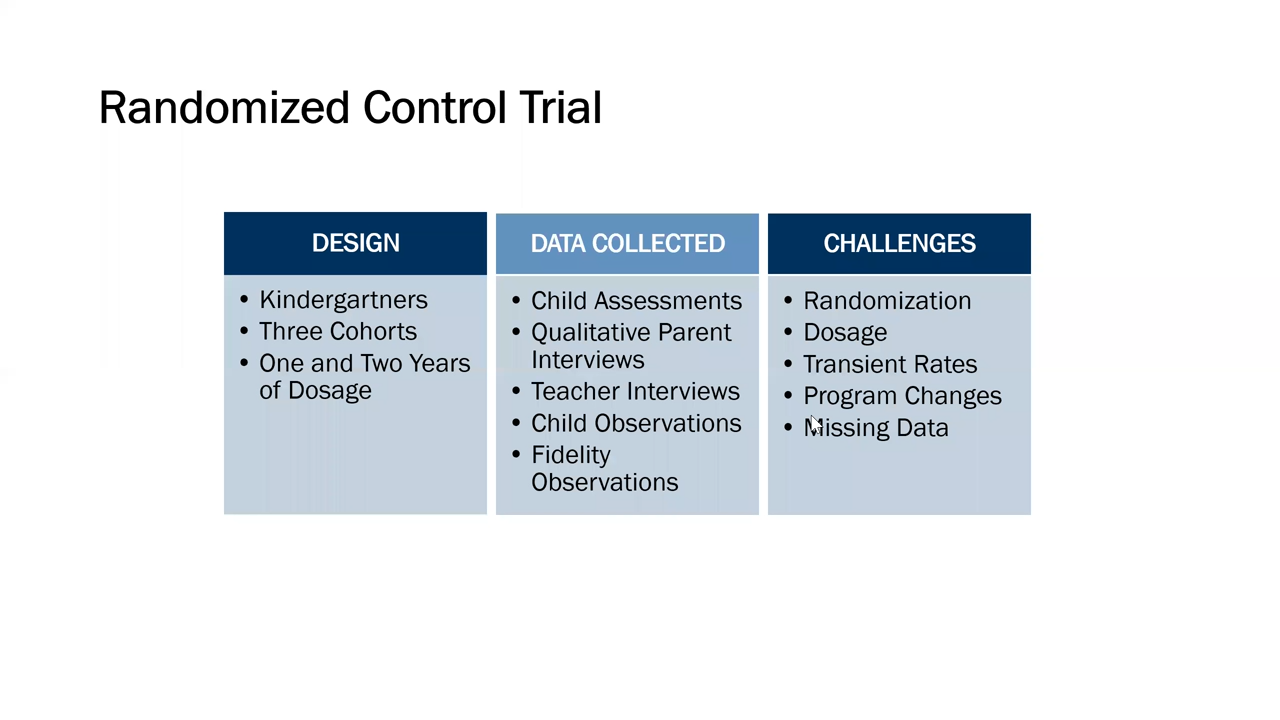 Randomized Control Trial
DESIGN
• Kindergartners
• Three Cohorts
• One and Two Years
of Dosage
DATA COLLECTED
• Child Assessments
• Qualitative Parent
Interviews
• Teacher Interviews
• Child Observations
• Fidelity
Observations
CHALLENGES
• Randomization
• Dosage
• Transient Rates
• Program Changes
• Missing Data